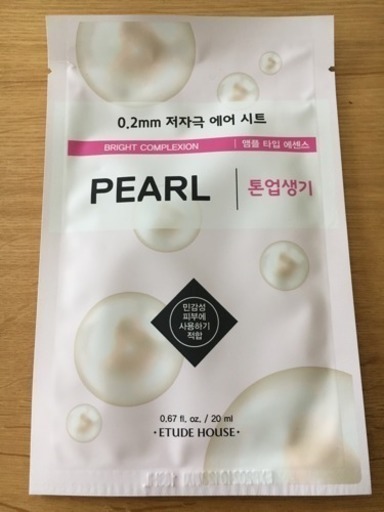 0.2mm 저자극 에어 시트
BRIGHT COMPLEXION | 앰플 타입 에센스
PEARL | 톤업생기
민감성
피부에
사용하기
적합
0.67 fl. oz. / 20 ml
·ETUDE HOUSE·